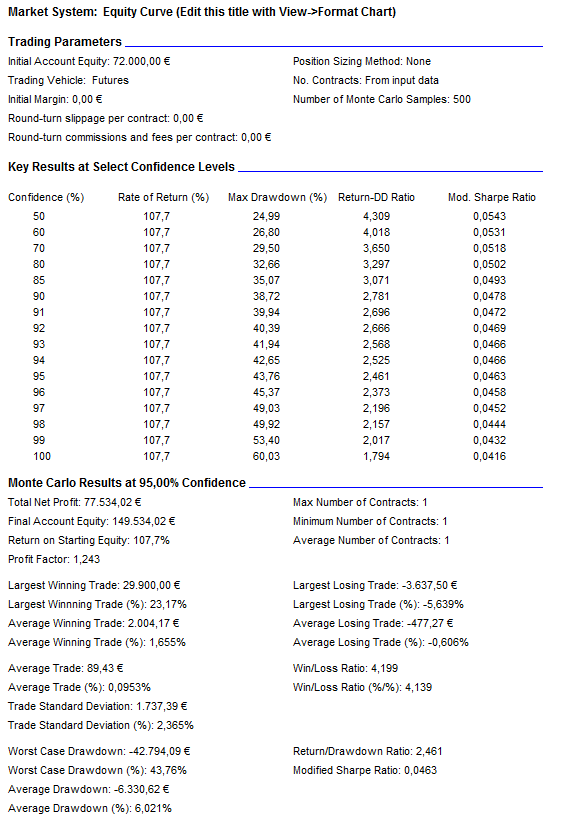 Market System:  Equity Curve (Edit this title with View->Format Chart)
Trading Parameters
Initial Account Equity: 72.000,00 € Position Sizing Method: None
Trading Vehicle:  Futures No. Contracts: From input data
Initial Margin: 0,00 € Number of Monte Carlo Samples: 500
Round-turn slippage per contract: 0,00 €
Round-turn commissions and fees per contract: 0,00 €
Key Results at Select Confidence Levels
Confidence (%) Rate of Return (%) Max Drawdown (%) Return-DD Ratio Mod. Sharpe Ratio
50 107,7 24,99 4,309 0,0543
60 107,7 26,80 4,018 0,0531
70 107,7 29,50 3,650 0,0518
80 107,7 32,66 3,297 0,0502
85 107,7 35,07 3,071 0,0493
90 107,7 38,72 2,781 0,0478
91 107,7 39,94 2,696 0,0472
92 107,7 40,39 2,666 0,0469
93 107,7 41,94 2,568 0,0466
94 107,7 42,65 2,525 0,0466
95 107,7 43,76 2,461 0,0463
96 107,7 45,37 2,373 0,0458
97 107,7 49,03 2,196 0,0452
98 107,7 49,92 2,157 0,0444
99 107,7 53,40 2,017 0,0432
100 107,7 60,03 1,794 0,0416
Monte Carlo Results at 95,00% Confidence
Total Net Profit: 77.534,02 € Max Number of Contracts: 1
Final Account Equity: 149.534,02 € Minimum Number of Contracts: 1
Return on Starting Equity: 107,7% Average Number of Contracts: 1
Profit Factor: 1,243
Largest Winning Trade: 29.900,00 € Largest Losing Trade: -3.637,50 €
Largest Winnning Trade (%): 23,17% Largest Losing Trade (%): -5,639%
Average Winning Trade: 2.004,17 € Average Losing Trade: -477,27 €
Average Winning Trade (%): 1,655% Average Losing Trade (%): -0,606%
Average Trade: 89,43 € Win/Loss Ratio: 4,199
Average Trade (%): 0,0953% Win/Loss Ratio (%/%): 4,139
Trade Standard Deviation: 1.737,39 €
Trade Standard Deviation (%): 2,365%
Worst Case Drawdown: -42.794,09 € Return/Drawdown Ratio: 2,461
Worst Case Drawdown (%): 43,76% Modified Sharpe Ratio: 0,0463
Average Drawdown: -6.330,62 €
Average Drawdown (%): 6,021%